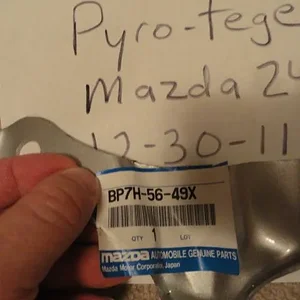 Pyro-tege
Mazda 24
12-30-11
BP7H-56-49X
QTY
1
LOT
mazda AUTOMOBILE GENUINE PARTS
Mazda Motor Corporation, Japan